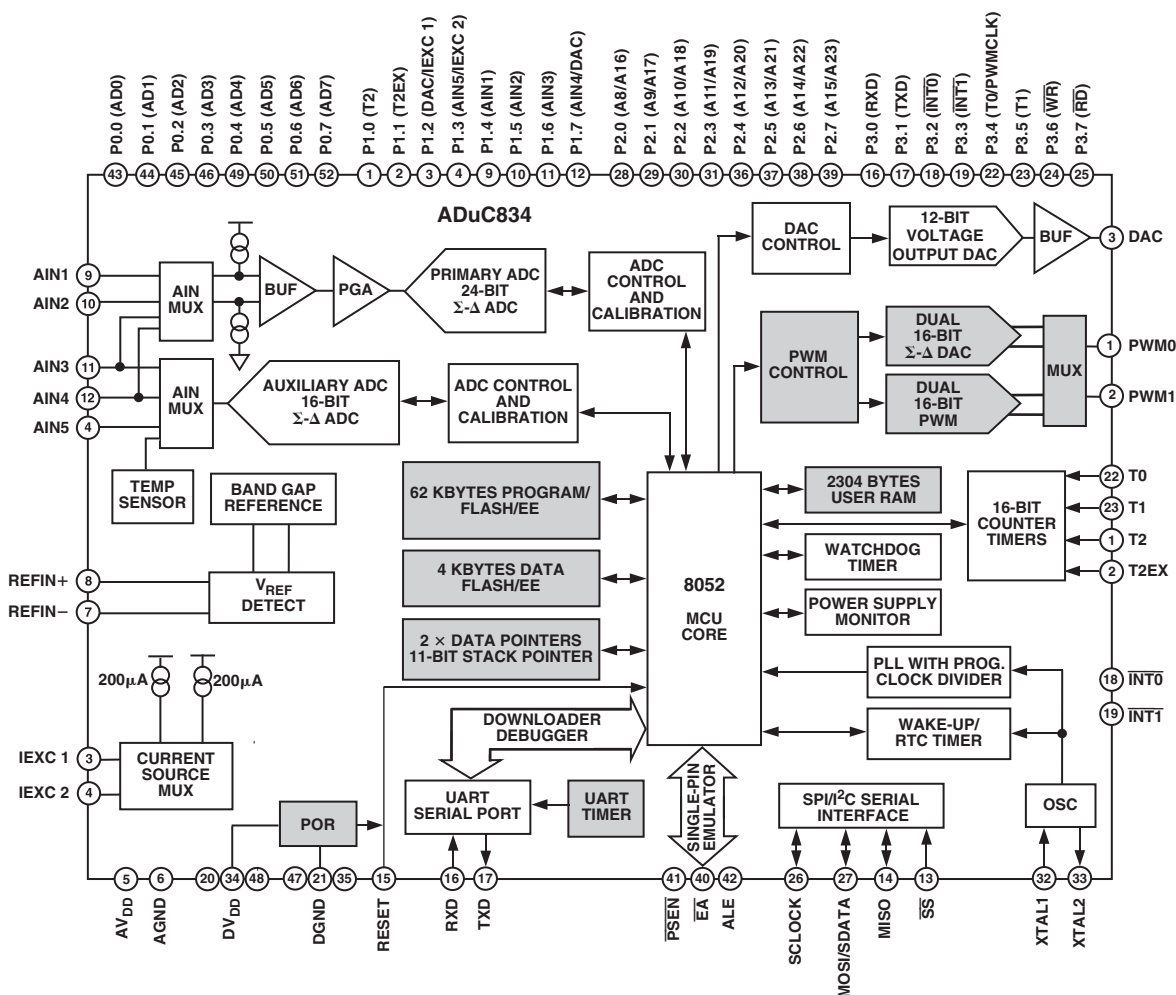 P0.0 (AD0)
P0.1 (AD1)
P0.2 (AD2)
P0.3 (AD3)
P0.4 (AD4)
P0.5 (AD5)
P0.6 (AD6)
P0.7 (AD7)
P1.0 (T2)
P1.1 (T2EX)
P1.2 (DAC/IEXC 1)
P1.3 (AIN5/IEXC 2)
P1.4 (AIN1)
P1.5 (AIN2)
P1.6 (AIN3)
P1.7 (AIN4/DAC)
P2.0 (A8/A16)
P2.1 (A9/A17)
P2.2 (A10/A18)
P2.3 (A11/A19)
P2.4 (A12/A20)
P2.5 (A13/A21)
P2.6 (A14/A22)
P2.7 (A15/A23)
P3.0 (RXD)
P3.1 (TXD)
P3.2 (INT0)
P3.3 (INT1)
P3.4 (T0/PWMCLK)
P3.5 (T1)
P3.6 (WR)
P3.7 (RD)
43 44 45 46 49 50 51 52 1 2 3 4 9 10 11 12 28 29 30 31 36 37 38 39 16 17 18 19 22 23 24 25
ADuC834
AIN1 9
AIN2 10
AIN3 11
AIN4 12
AIN5 4
AIN
MUX
BUF
PGA
PRIMARY ADC
24-BIT
Σ-Δ ADC
ADC
CONTROL
AND
CALIBRATION
DAC
CONTROL
12-BIT
VOLTAGE
OUTPUT DAC
BUF
3 DAC
AIN
MUX
AUXILIARY ADC
16-BIT
Σ-Δ ADC
ADC CONTROL
AND
CALIBRATION
PWM
CONTROL
DUAL
16-BIT
Σ-Δ DAC
DUAL
16-BIT
PWM
MUX
1 PWM0
2 PWM1
TEMP
SENSOR
BAND GAP
REFERENCE
VREF
DETECT
REFIN+ 8
REFIN− 7
62 KBYTES PROGRAM/
FLASH/EE
4 KBYTES DATA
FLASH/EE
2 × DATA POINTERS
11-BIT STACK POINTER
8052
MCU
CORE
2304 BYTES
USER RAM
WATCHDOG
TIMER
POWER SUPPLY
MONITOR
16-BIT
COUNTER
TIMERS
22 T0
23 T1
1 T2
2 T2EX
PLL WITH PROG.
CLOCK DIVIDER
WAKE-UP/
RTC TIMER
18 INT0
19 INT1
200μA
200μA
CURRENT
SOURCE
MUX
IEXC 1 3
IEXC 2 4
DOWNLOADER
DEBUGGER
UART
SERIAL PORT
UART
TIMER
POR
SINGLE-PIN
EMULATOR
SPI/I2C SERIAL
INTERFACE
OSC
5 6 20 34 48 47 21 35 15 16 17 41 40 42 26 27 14 13 32 33
AVDD
AGND
DVDD
DGND
RESET
RXD
TXD
PSEN
EA
ALE
SCLOCK
MOSI/SDATA
MISO
SS
XTAL1
XTAL2